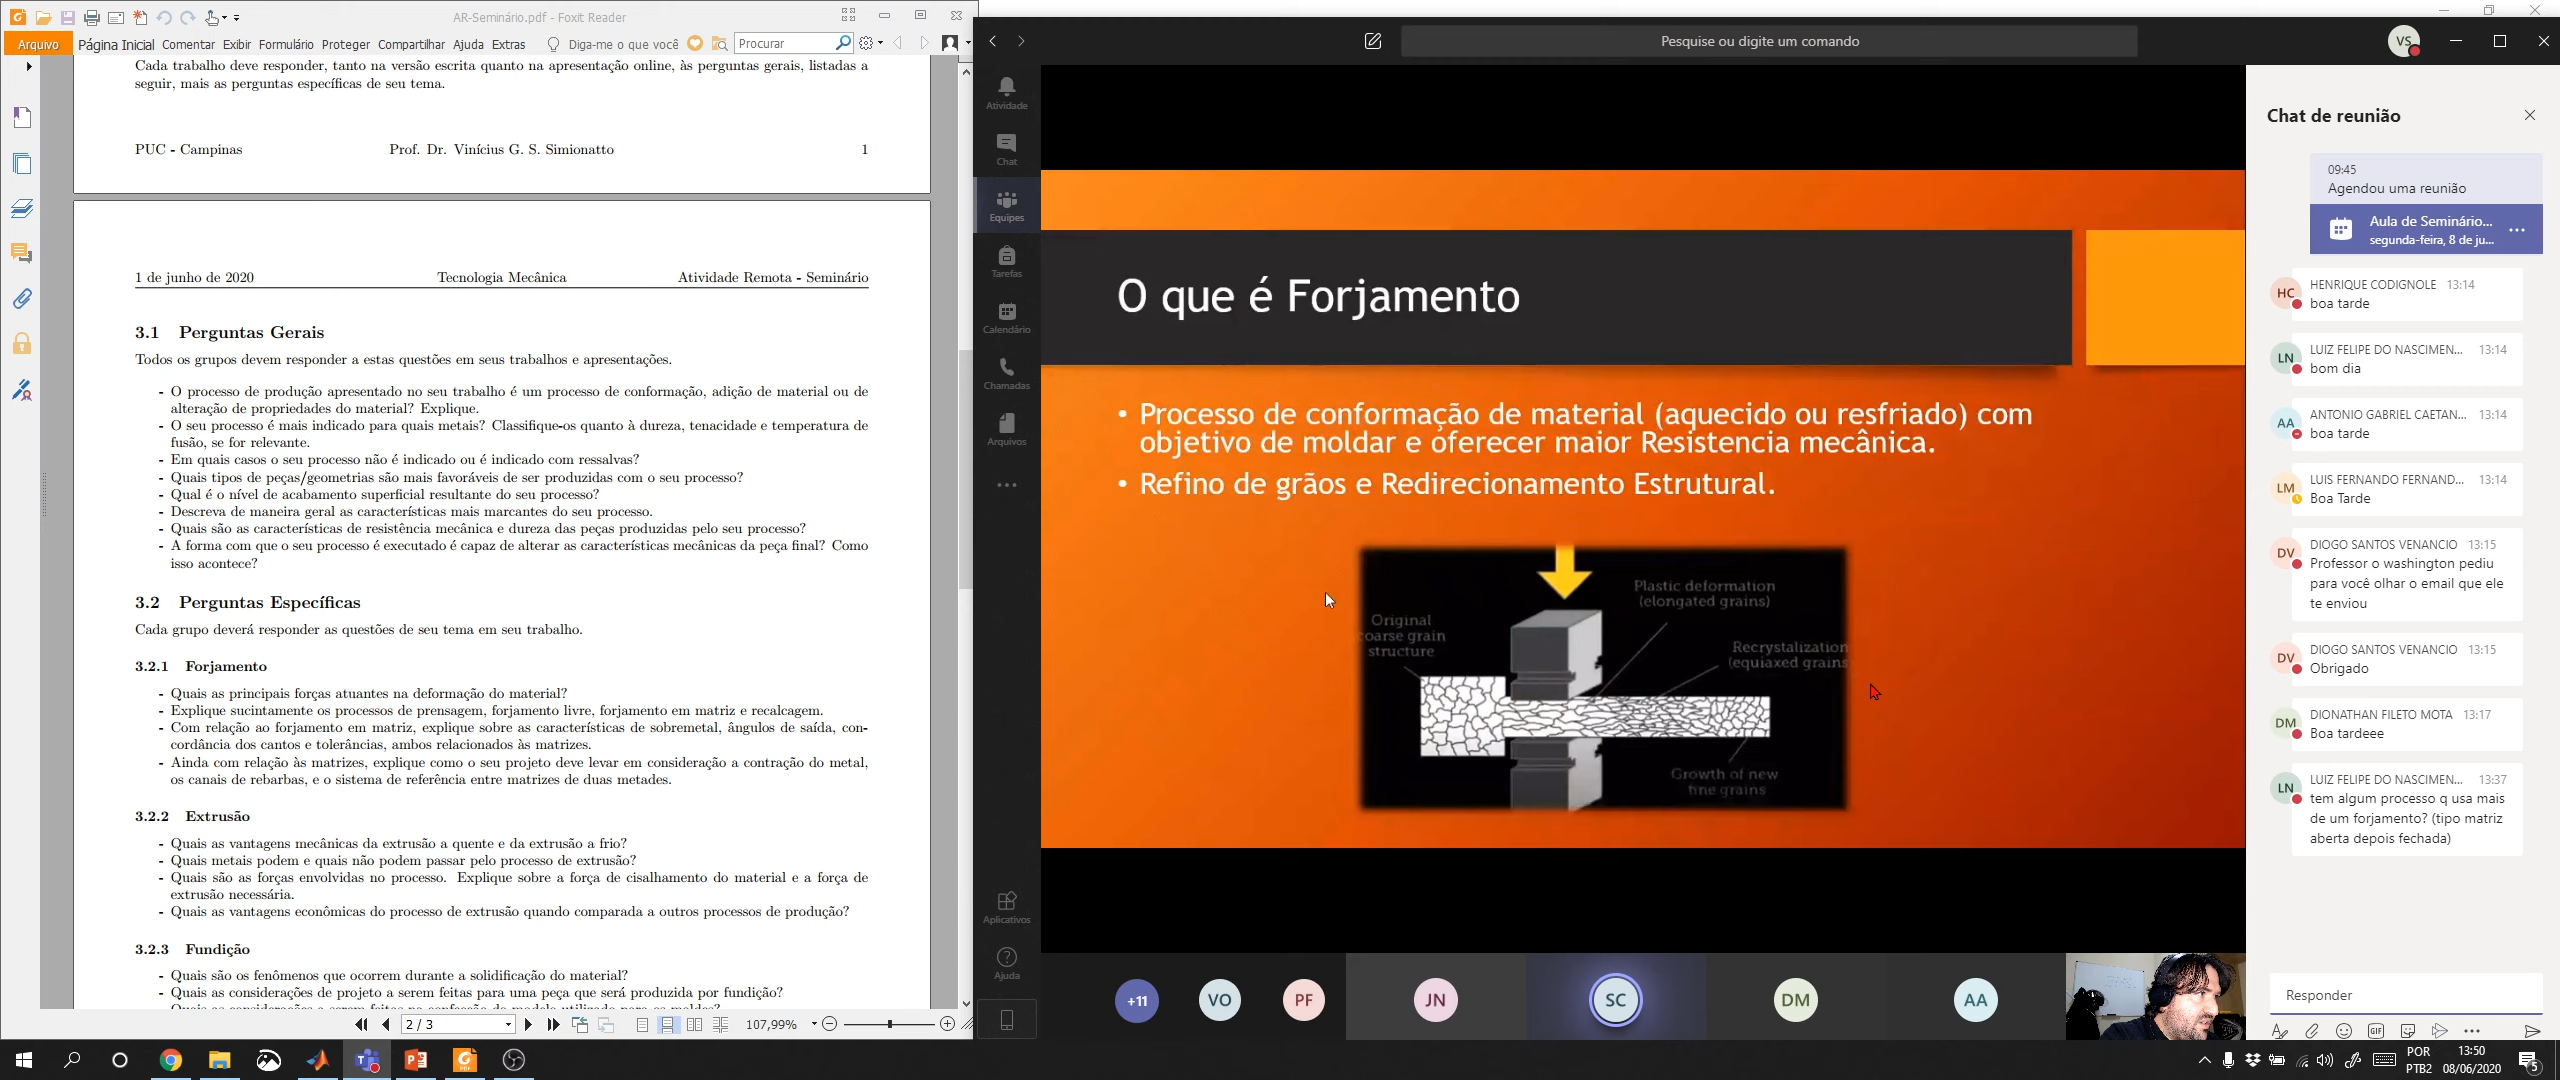 AR-Seminário.pdf - Foxit Reader
Arquivo Página Inicial Comentar Exibir Formulário Proteger Compartilhar Ajuda Extras Diga-me o que você Procurar
Cada trabalho deve responder, tanto na versão escrita quanto na apresentação online, às perguntas gerais, listadas a
seguir, mais as perguntas específicas de seu tema.
PUC - Campinas Prof. Dr. Vinícius G. S. Simionatto 1
1 de junho de 2020 Tecnologia Mecânica Atividade Remota - Seminário
3.1 Perguntas Gerais
Todos os grupos devem responder a estas questões em seus trabalhos e apresentações.
- O processo de produção apresentado no seu trabalho é um processo de conformação, adição de material ou de
alteração de propriedades do material? Explique.
- O seu processo é mais indicado para quais metais? Classifique-os quanto à dureza, tenacidade e temperatura de
fusão, se for relevante.
- Em quais casos o seu processo não é indicado ou é indicado com ressalvas?
- Quais tipos de peças/geometrias são mais favoráveis de ser produzidas com o seu processo?
- Qual é o nível de acabamento superficial resultante do seu processo?
- Descreva de maneira geral as características mais marcantes do seu processo.
- Quais são as características de resistência mecânica e dureza das peças produzidas pelo seu processo?
- A forma com que o seu processo é executado é capaz de alterar as características mecânicas da peça final? Como
isso acontece?
3.2 Perguntas Específicas
Cada grupo deverá responder as questões de seu tema em seu trabalho.
3.2.1 Forjamento
- Quais as principais forças atuantes na deformação do material?
- Explique sucintamente os processos de prensagem, forjamento livre, forjamento em matriz e recalcagem.
- Com relação ao forjamento em matriz, explique sobre as características de sobremetal, ângulos de saída, con-
cordância dos cantos e tolerâncias, ambos relacionados às matrizes.
- Ainda com relação às matrizes, explique como o seu projeto deve levar em consideração a contração do metal,
os canais de rebarbas, e o sistema de referência entre matrizes de duas metades.
3.2.2 Extrusão
- Quais as vantagens mecânicas da extrusão a quente e da extrusão a frio?
- Quais metais podem e quais não podem passar pelo processo de extrusão?
- Quais são as forças envolvidas no processo. Explique sobre a força de cisalhamento do material e a força de
extrusão necessária.
- Quais as vantagens econômicas do processo de extrusão quando comparada a outros processos de produção?
3.2.3 Fundição
- Quais são os fenômenos que ocorrem durante a solidificação do material?
- Quais as considerações de projeto a serem feitas para uma peça que será produzida por fundição?
2 / 3 107,99%
Pesquise ou digite um comando
VS
Atividade
Chat
Equipes
Tarefas
Calendário
Chamadas
Arquivos
Aplicativos
Ajuda
O que é Forjamento
• Processo de conformação de material (aquecido ou resfriado) com
objetivo de moldar e oferecer maior Resistencia mecânica.
• Refino de grãos e Redirecionamento Estrutural.
Plastic deformation
(elongated grains)
Original
coarse grain
structure
Recrystalization
(equiaxed grains
Growth of new
fine grains
+11 VO PF JN SC DM AA
Chat de reunião
09:45
Agendou uma reunião
Aula de Seminário...
segunda-feira, 8 de ju...
HC HENRIQUE CODIGNOLE 13:14
boa tarde
LN LUIZ FELIPE DO NASCIMEN... 13:14
bom dia
AA ANTONIO GABRIEL CAETAN... 13:14
boa tarde
LM LUIS FERNANDO FERNAND... 13:14
Boa Tarde
DV DIOGO SANTOS VENANCIO 13:15
Professor o washington pediu
para você olhar o email que ele
te enviou
DV DIOGO SANTOS VENANCIO 13:15
Obrigado
DM DIONATHAN FILETO MOTA 13:17
Boa tardeee
LN LUIZ FELIPE DO NASCIMEN... 13:37
tem algum processo q usa mais
de um forjamento? (tipo matriz
aberta depois fechada)
Responder
GIF
POR 13:50
PTB2 08/06/2020 5